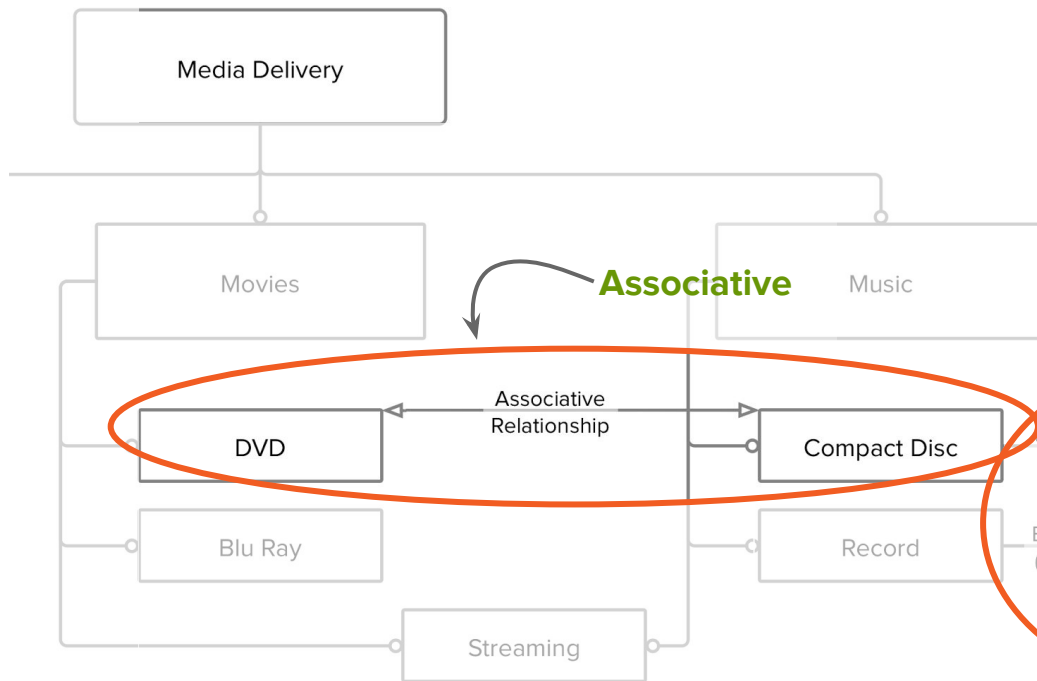 Media Delivery
Movies
Associative
Music
Associative
Relationship
DVD
Compact Disc
Blu Ray
Record
Streaming